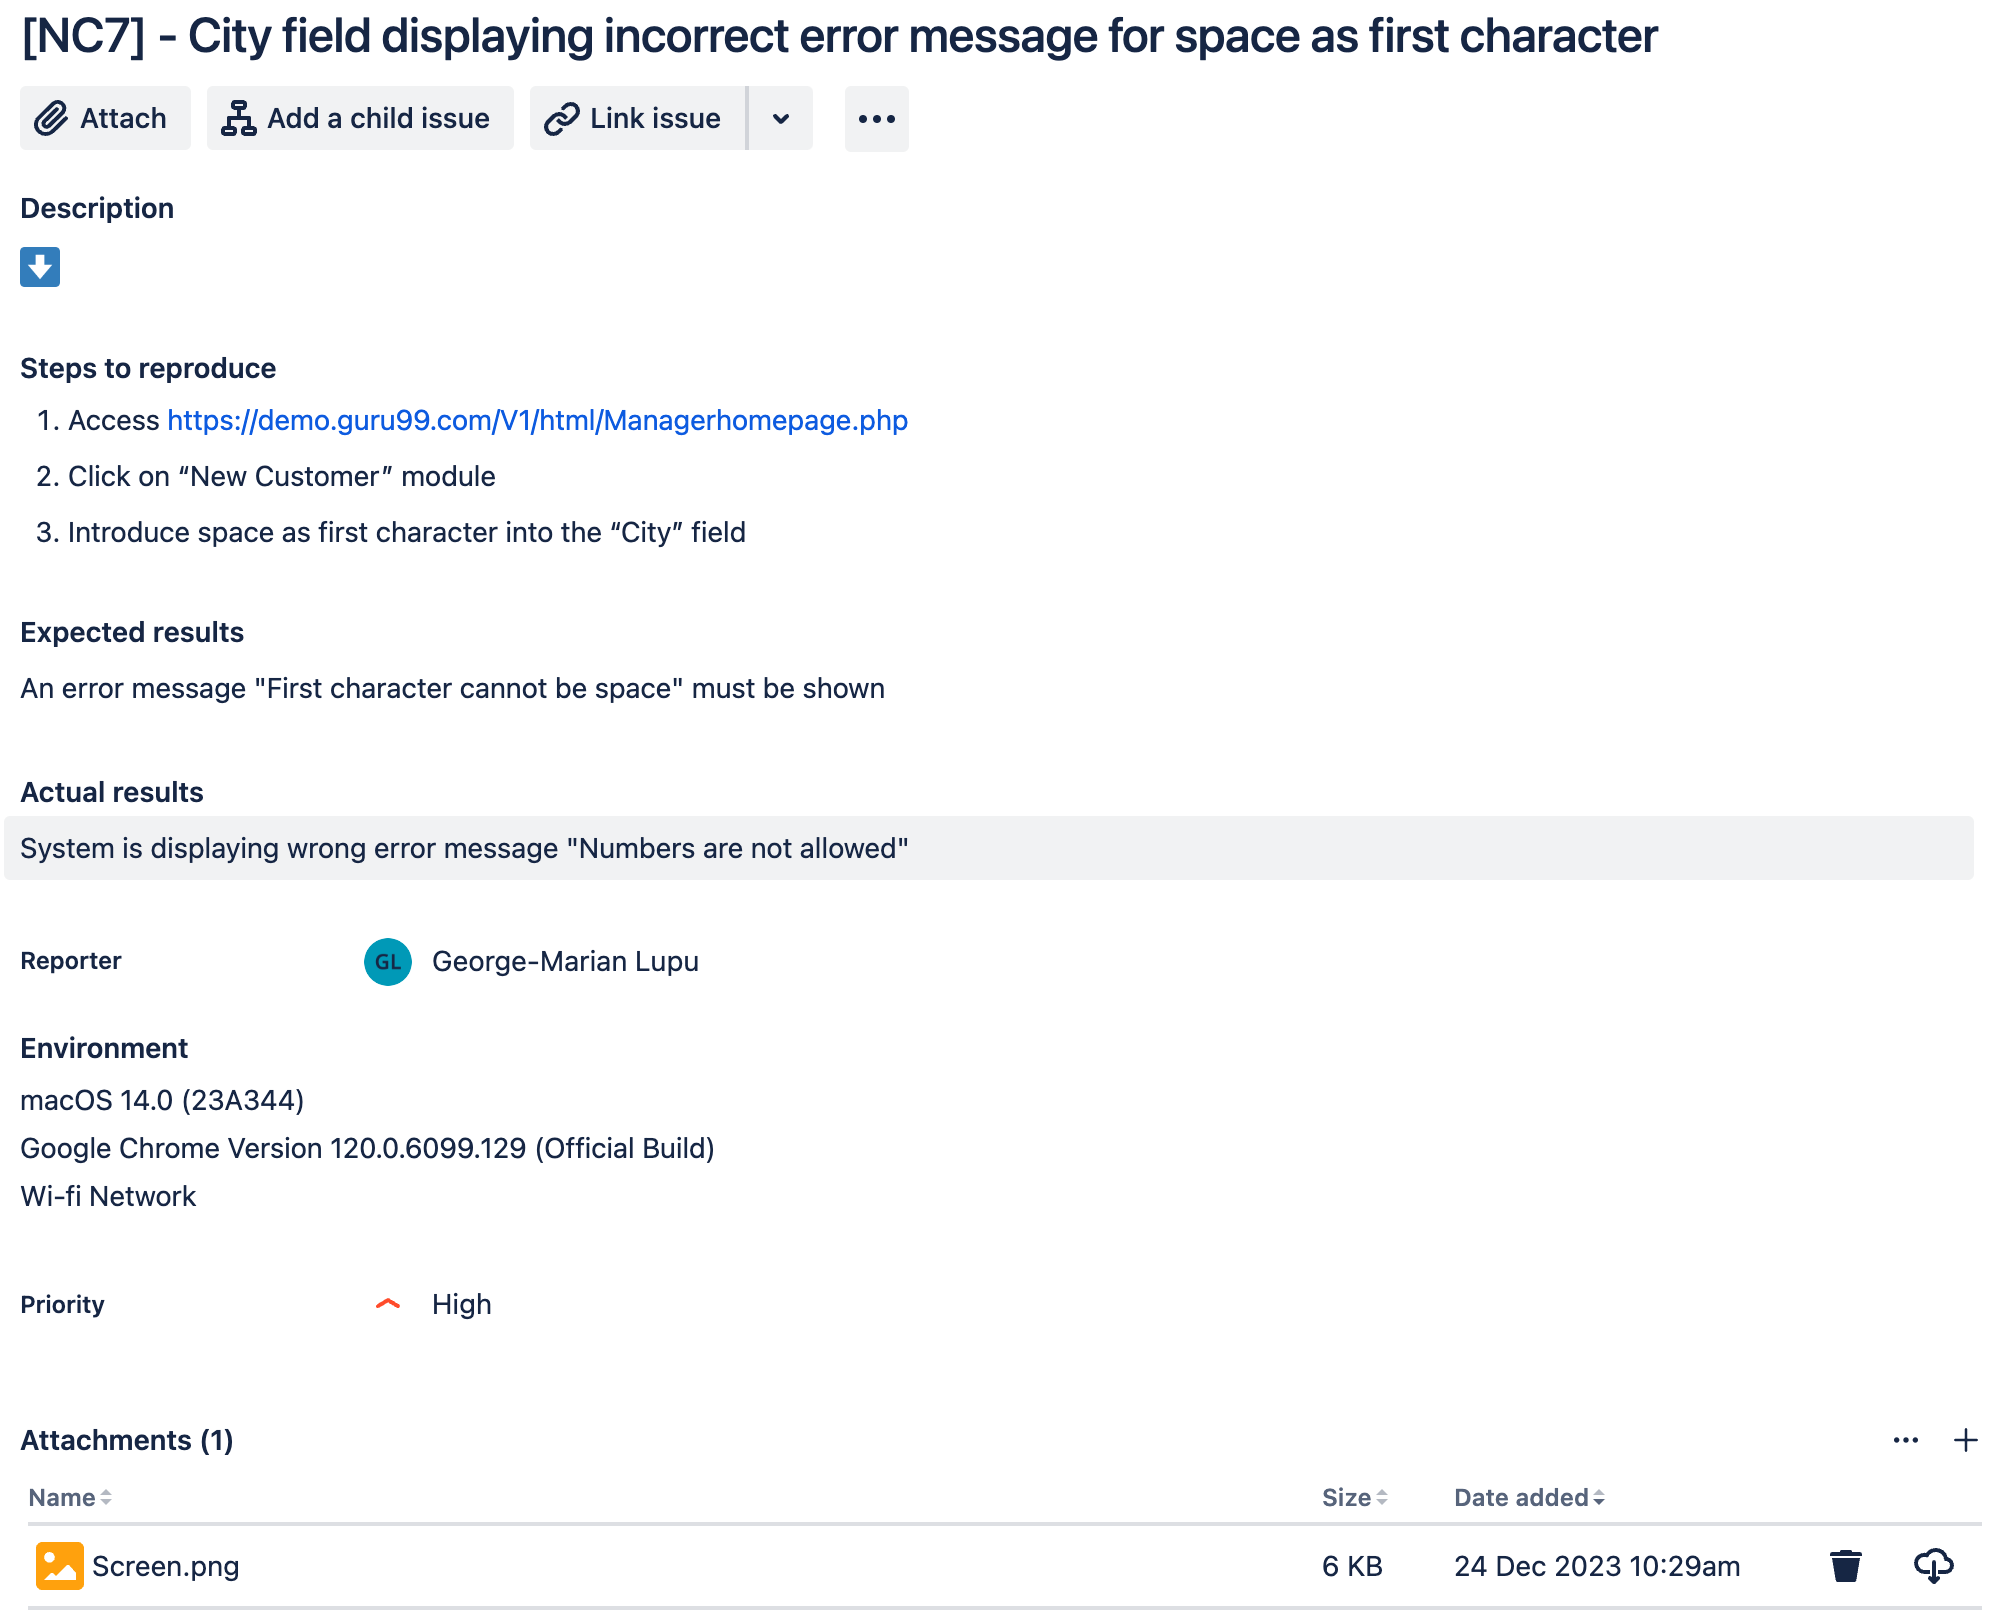 [NC7] - City field displaying incorrect error message for space as first character
Attach Add a child issue Link issue
Description
Steps to reproduce
1. Access https://demo.guru99.com/V1/html/Managerhomepage.php
2. Click on “New Customer” module
3. Introduce space as first character into the “City” field
Expected results
An error message "First character cannot be space" must be shown
Actual results
System is displaying wrong error message "Numbers are not allowed"
Reporter GL George-Marian Lupu
Environment
macOS 14.0 (23A344)
Google Chrome Version 120.0.6099.129 (Official Build)
Wi-fi Network
Priority High
Attachments (1)
Name Size Date added
Screen.png 6 KB 24 Dec 2023 10:29am